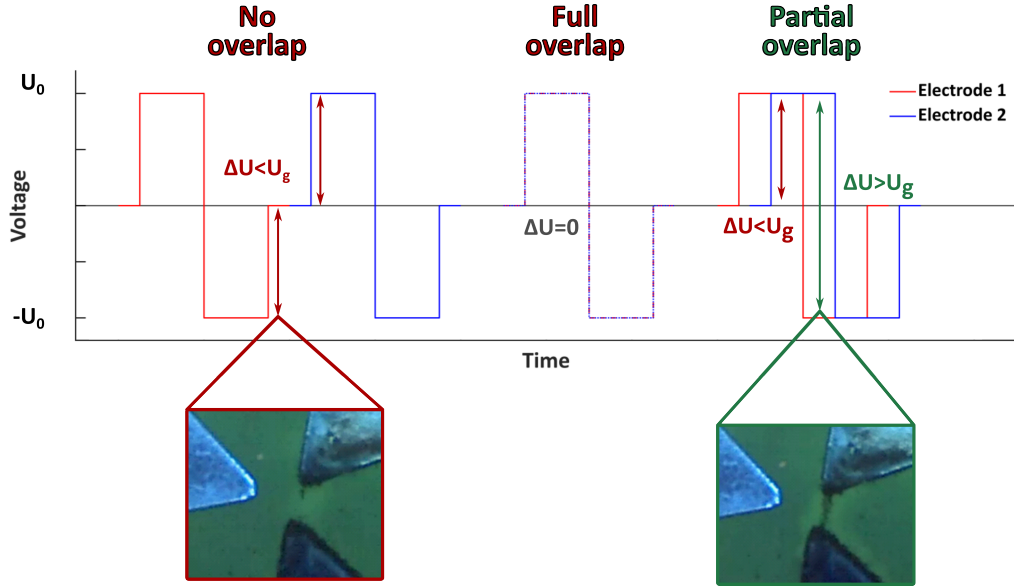 No
overlap
Full
overlap
Partial
overlap
U₀
Electrode 1
Electrode 2
ΔU<Ug
ΔU>Ug
ΔU=0
ΔU<Ug
Voltage
-U₀
Time